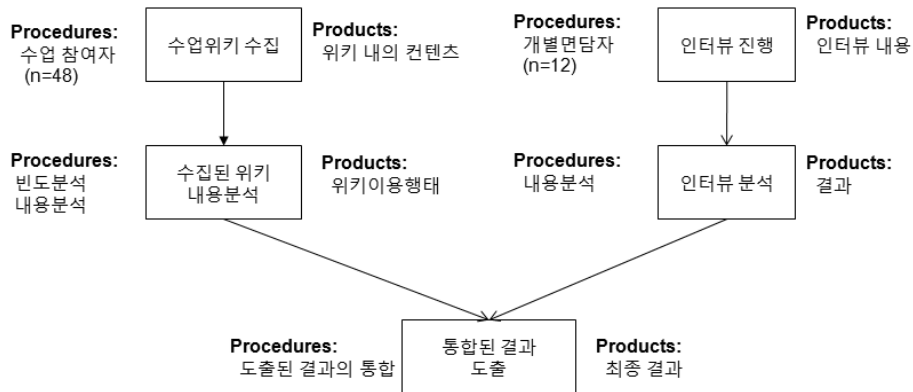 Procedures:
수업 참여자
(n=48)
수업위키 수집
Products:
위키 내의 컨텐츠
Procedures:
개별면담자
(n=12)
인터뷰 진행
Products:
인터뷰 내용
Procedures:
빈도분석
내용분석
수집된 위키
내용분석
Products:
위키이용행태
Procedures:
내용분석
인터뷰 분석
Products:
결과
Procedures:
도출된 결과의 통합
통합된 결과
도출
Products:
최종 결과